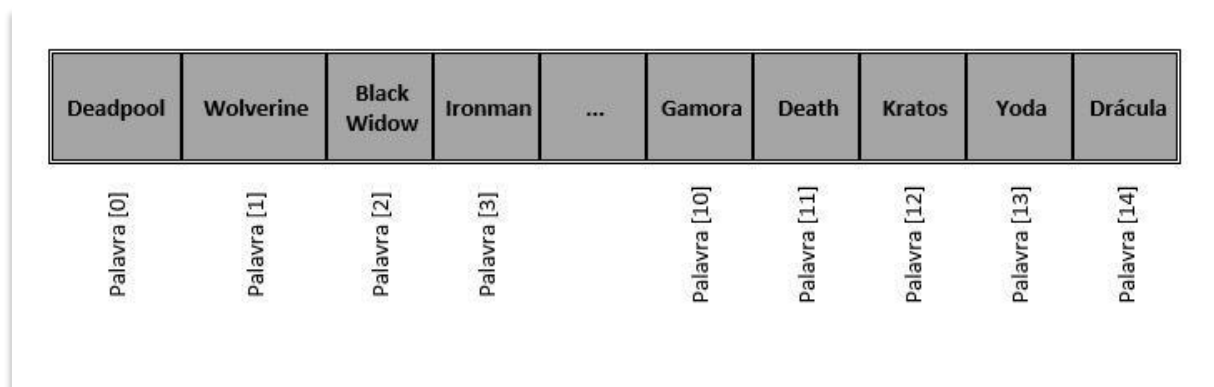 Deadpool Wolverine Black Widow Ironman ... Gamora Death Kratos Yoda Drácula
Palavra [0] Palavra [1] Palavra [2] Palavra [3] Palavra [10] Palavra [11] Palavra [12] Palavra [13] Palavra [14]